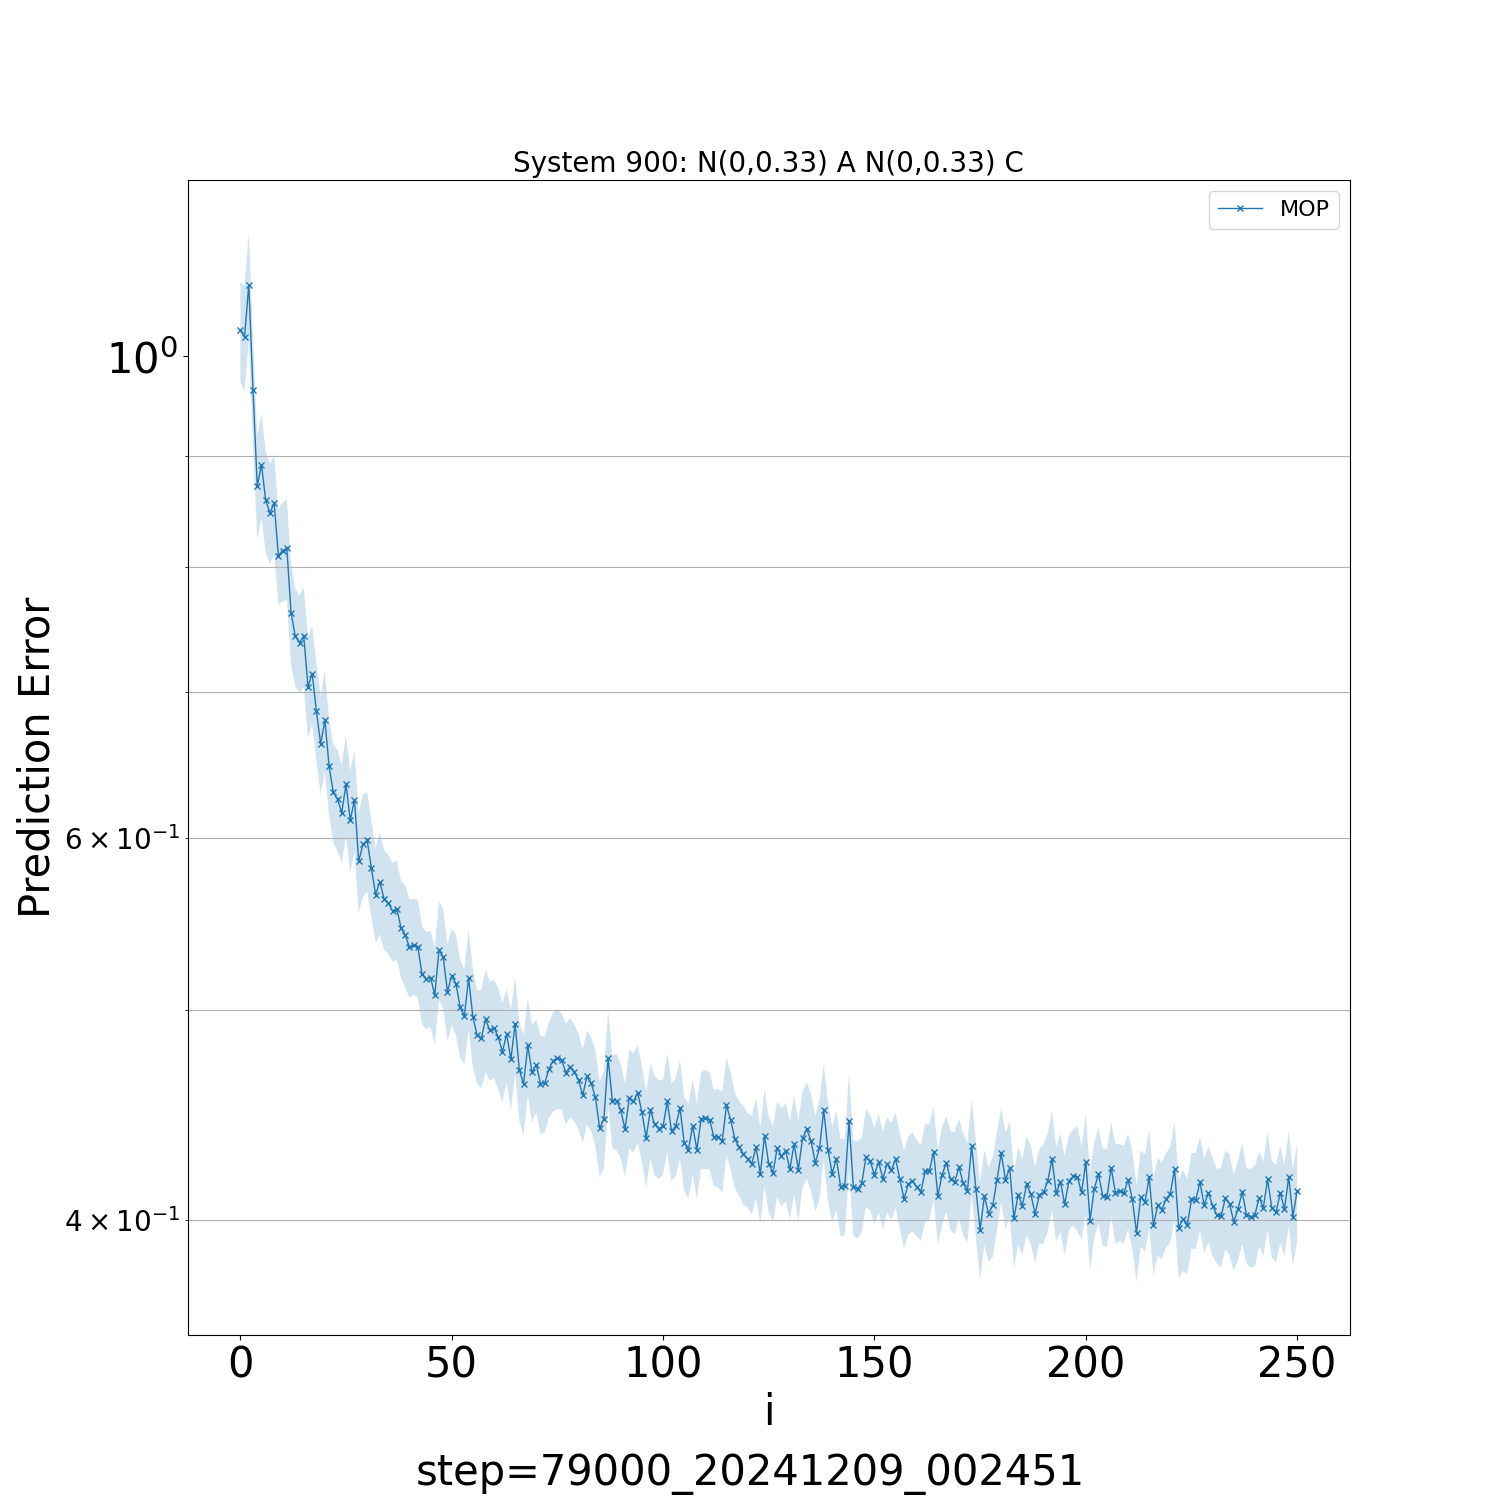 System 900: N(0,0.33) A N(0,0.33) C
MOP
10⁰
6 × 10⁻¹
4 × 10⁻¹
Prediction Error
0 50 100 150 200 250
i
step=79000_20241209_002451